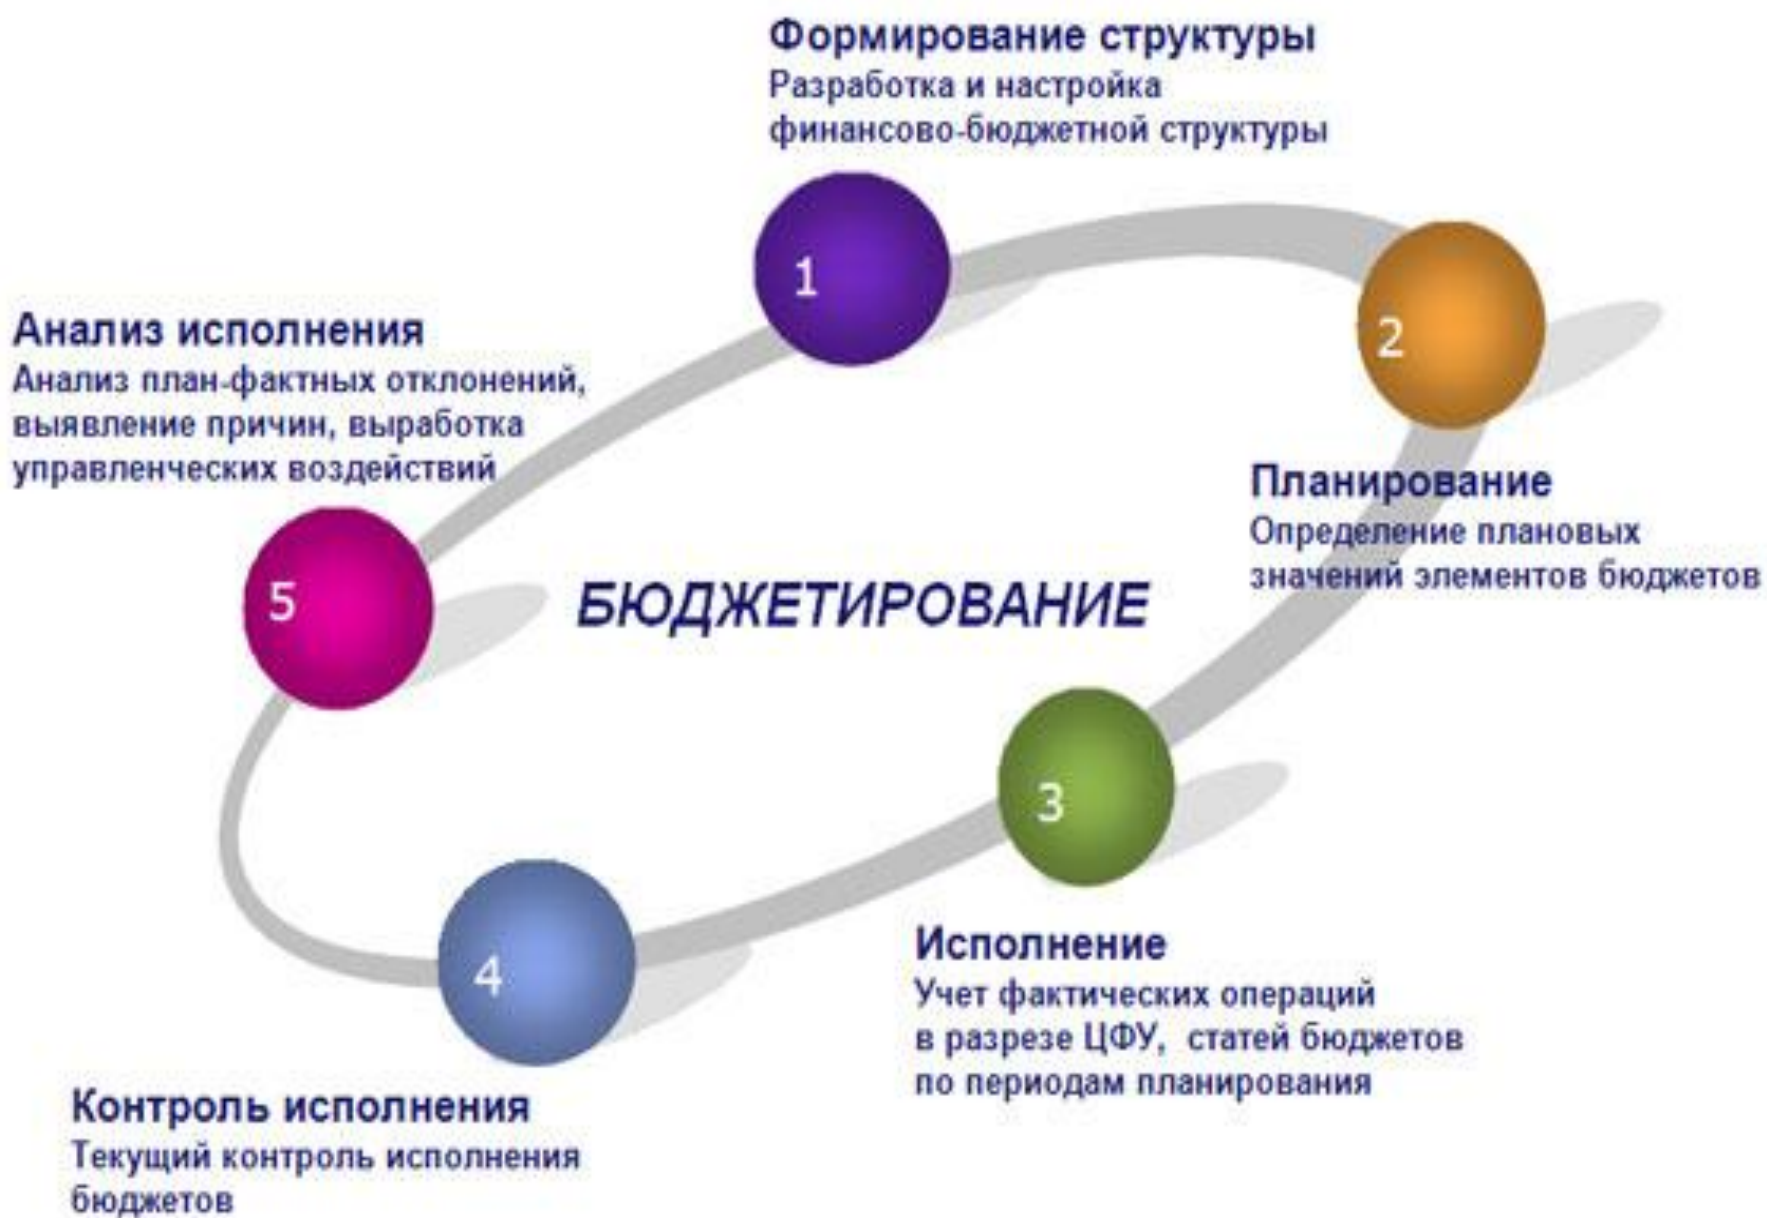 Формирование структуры
Разработка и настройка
финансово-бюджетной структуры
1
2
Планирование
Определение плановых
значений элементов бюджетов
3
Исполнение
Учет фактических операций
в разрезе ЦФУ, статей бюджетов
по периодам планирования
4
Контроль исполнения
Текущий контроль исполнения
бюджетов
5
Анализ исполнения
Анализ план-фактных отклонений,
выявление причин, выработка
управленческих воздействий
БЮДЖЕТИРОВАНИЕ